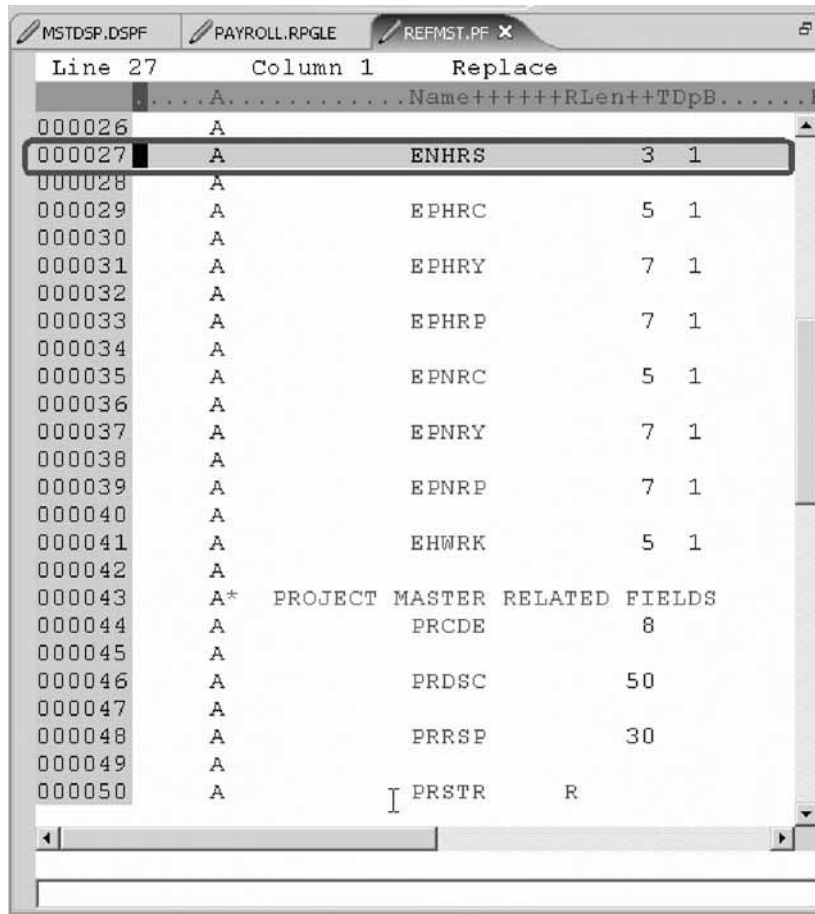 MSTDSP.DSPF PAYROLL.RPGLE REFMST.PF
Line 27 Column 1 Replace
.....A............Name++++++RLen++TDpB......
000026 A
000027 A ENHRS 3 1
000028 A
000029 A EPHRC 5 1
000030 A
000031 A EPHRY 7 1
000032 A
000033 A EPHRP 7 1
000034 A
000035 A EPNRC 5 1
000036 A
000037 A EPNRY 7 1
000038 A
000039 A EPNRP 7 1
000040 A
000041 A EHWRK 5 1
000042 A
000043 A* PROJECT MASTER RELATED FIELDS
000044 A PRCDE 8
000045 A
000046 A PRDSC 50
000047 A
000048 A PRRSP 30
000049 A
000050 A PRSTR R